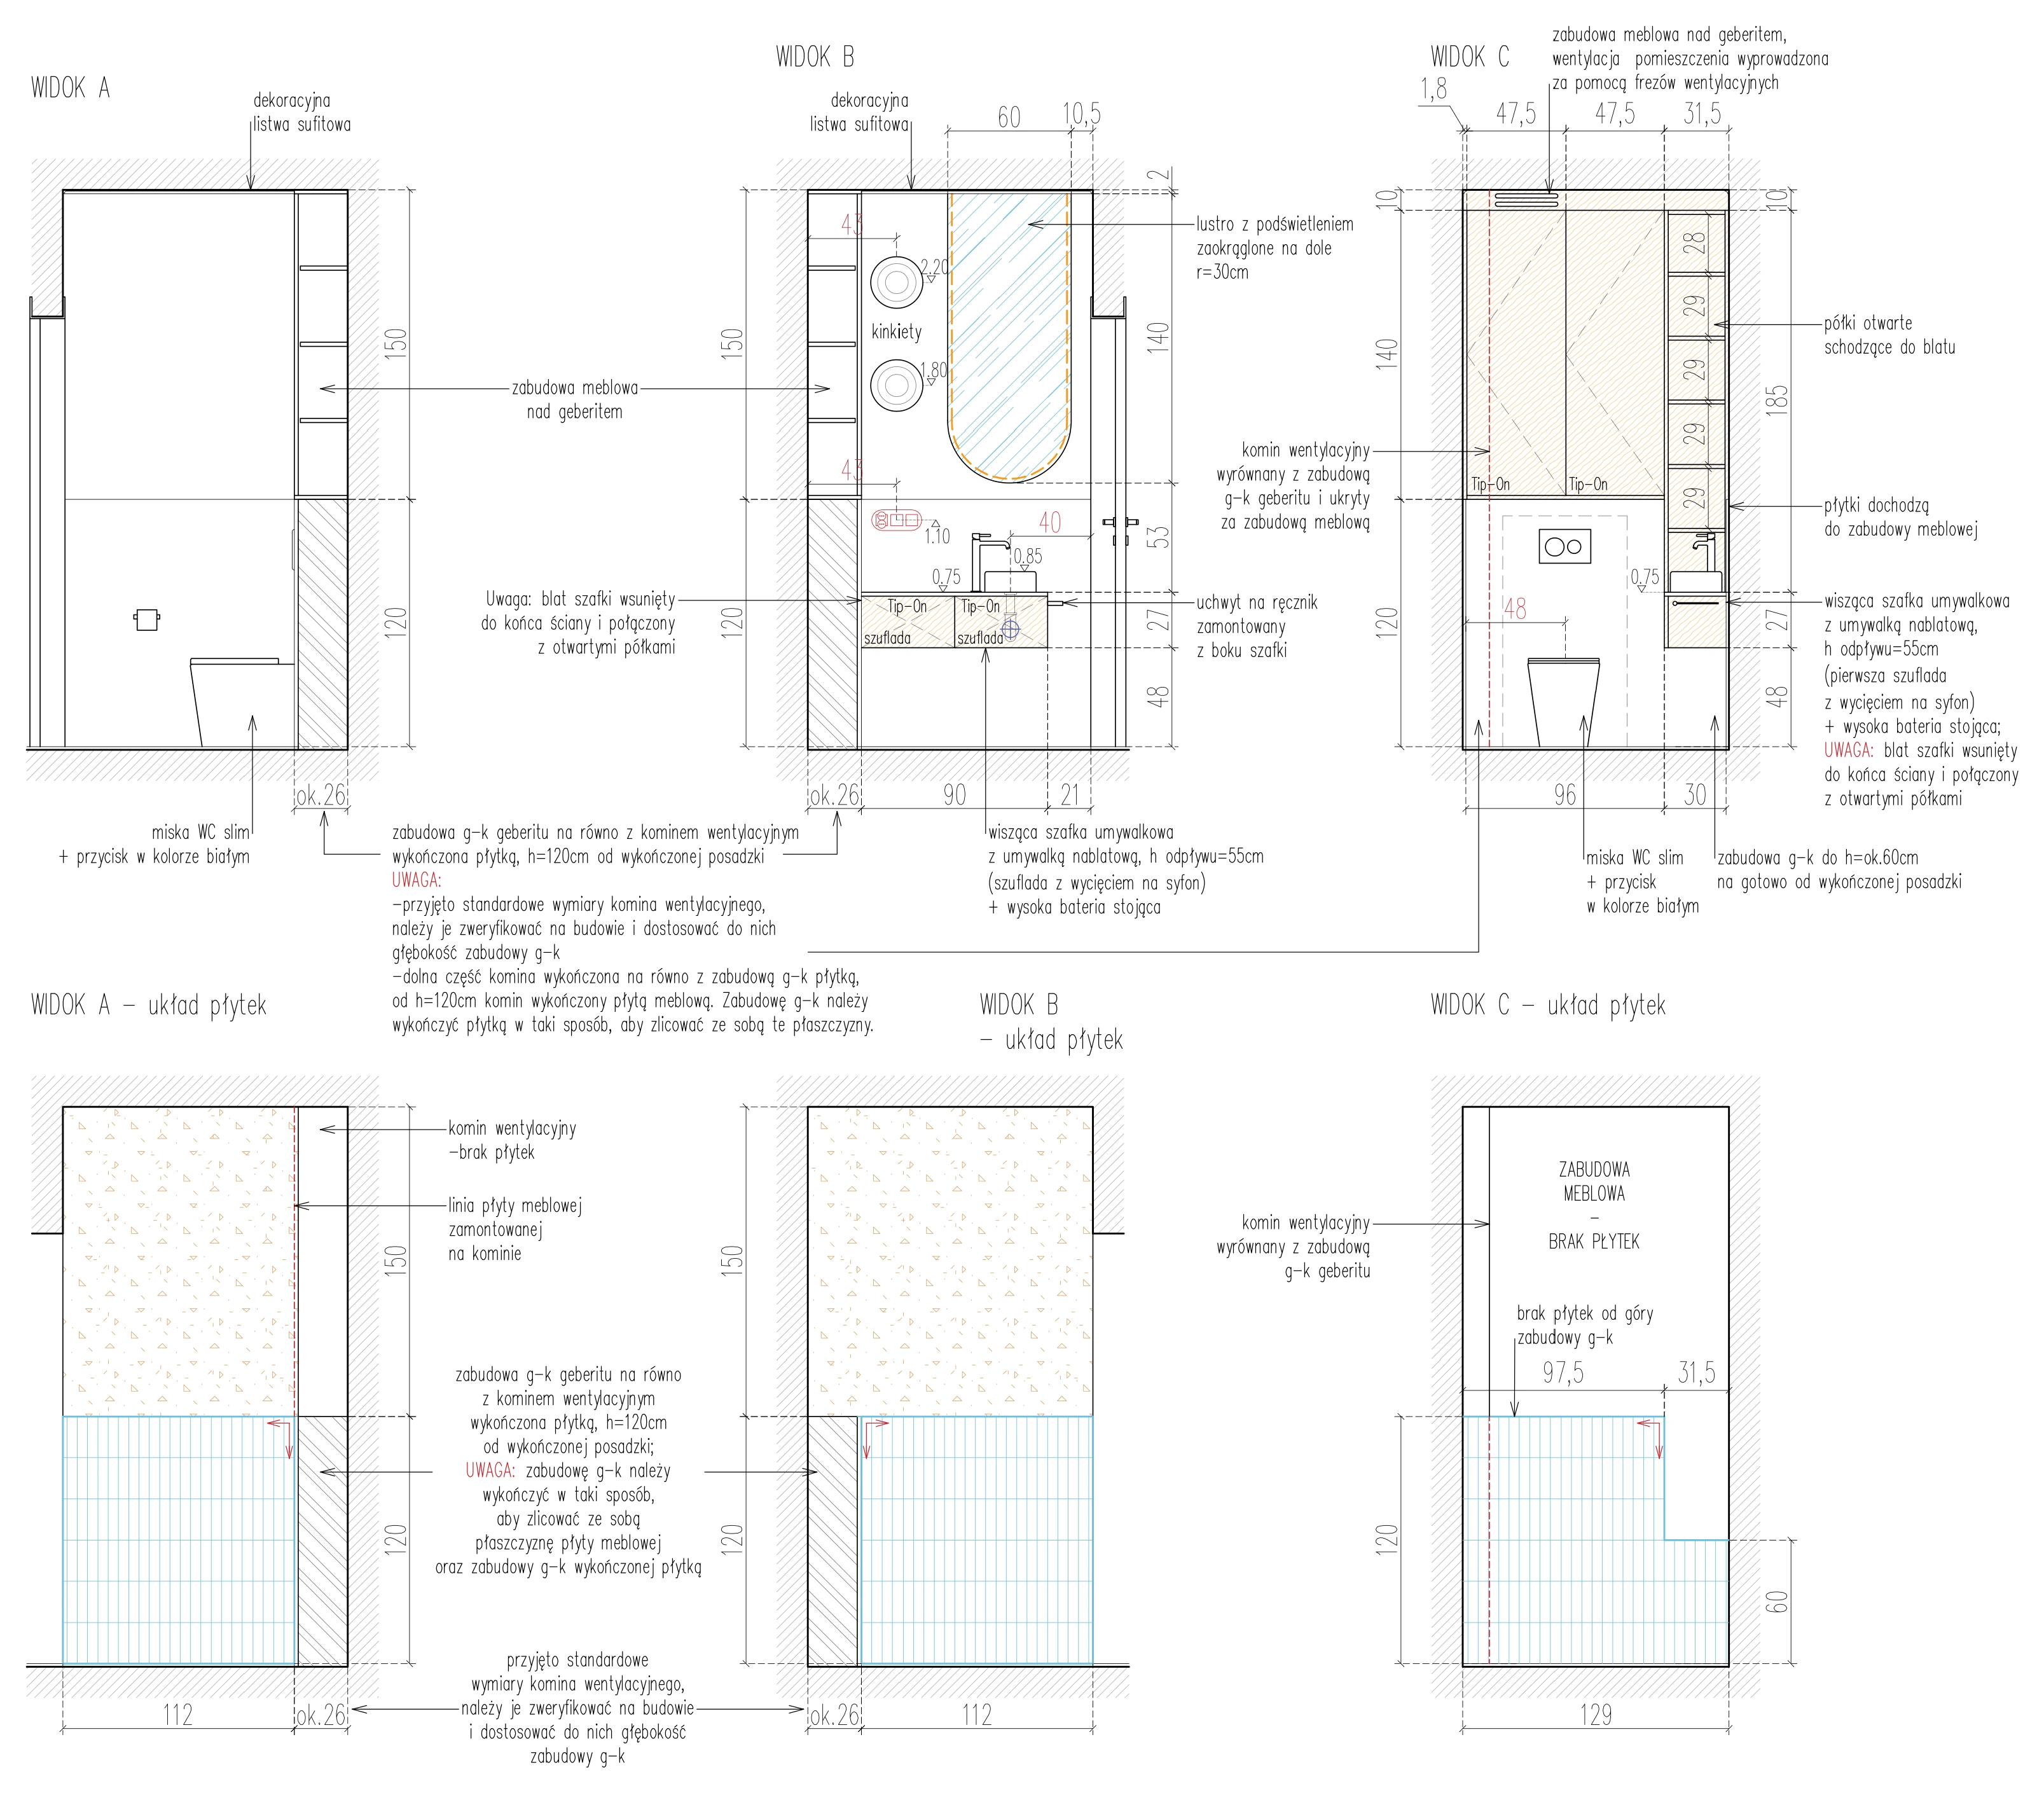 WIDOK A
dekoracyjna
listwa sufitowa
150
120
ok.26
zabudowa meblowa
nad geberitem
miska WC slim
+ przycisk w kolorze białym
WIDOK B
dekoracyjna
listwa sufitowa
60
10,5
2
43
2.20
kinkiety
1.80
43
1.10
40
0.85
0.75
Tip-On
Tip-On
szuflada
szuflada
150
120
140
53
27
48
ok.26
90
21
lustro z podświetleniem
zaokrąglone na dole
r=30cm
Uwaga: blat szafki wsunięty
do końca ściany i połączony
z otwartymi półkami
uchwyt na ręcznik
zamontowany
z boku szafki
zabudowa g-k geberitu na równo z kominem wentylacyjnym
wykończona płytką, h=120cm od wykończonej posadzki
UWAGA:
-przyjęto standardowe wymiary komina wentylacyjnego,
należy je zweryfikować na budowie i dostosować do nich
głębokość zabudowy g-k
-dolna część komina wykończona na równo z zabudową g-k płytką,
od h=120cm komin wykończony płytą meblową. Zabudowę g-k należy
wykończyć płytką w taki sposób, aby zlicować ze sobą te płaszczyzny.
wisząca szafka umywalkowa
z umywalką nablatową, h odpływu=55cm
(szuflada z wycięciem na syfon)
+ wysoka bateria stojąca
WIDOK C
zabudowa meblowa nad geberitem,
wentylacja pomieszczenia wyprowadzona
za pomocą frezów wentylacyjnych
1,8
47,5
47,5
31,5
10
140
120
10
185
27
48
28
29
29
29
29
Tip-On
Tip-On
0.75
48
96
30
komin wentylacyjny
wyrównany z zabudową
g-k geberitu i ukryty
za zabudową meblową
półki otwarte
schodzące do blatu
płytki dochodzą
do zabudowy meblowej
wisząca szafka umywalkowa
z umywalką nablatową,
h odpływu=55cm
(pierwsza szuflada
z wycięciem na syfon)
+ wysoka bateria stojąca;
UWAGA: blat szafki wsunięty
do końca ściany i połączony
z otwartymi półkami
miska WC slim
+ przycisk
w kolorze białym
zabudowa g-k do h=ok.60cm
na gotowo od wykończonej posadzki
WIDOK A - układ płytek
komin wentylacyjny
-brak płytek
linia płyty meblowej
zamontowanej
na kominie
150
120
112
ok.26
zabudowa g-k geberitu na równo
z kominem wentylacyjnym
wykończona płytką, h=120cm
od wykończonej posadzki;
UWAGA: zabudowę g-k należy
wykończyć w taki sposób,
aby zlicować ze sobą
płaszczyznę płyty meblowej
oraz zabudowy g-k wykończonej płytką
przyjęto standardowe
wymiary komina wentylacyjnego,
należy je zweryfikować na budowie
i dostosować do nich głębokość
zabudowy g-k
WIDOK B
- układ płytek
150
120
ok.26
112
WIDOK C - układ płytek
komin wentylacyjny
wyrównany z zabudową
g-k geberitu
ZABUDOWA
MEBLOWA
-
BRAK PŁYTEK
brak płytek od góry
zabudowy g-k
97,5
31,5
120
60
129